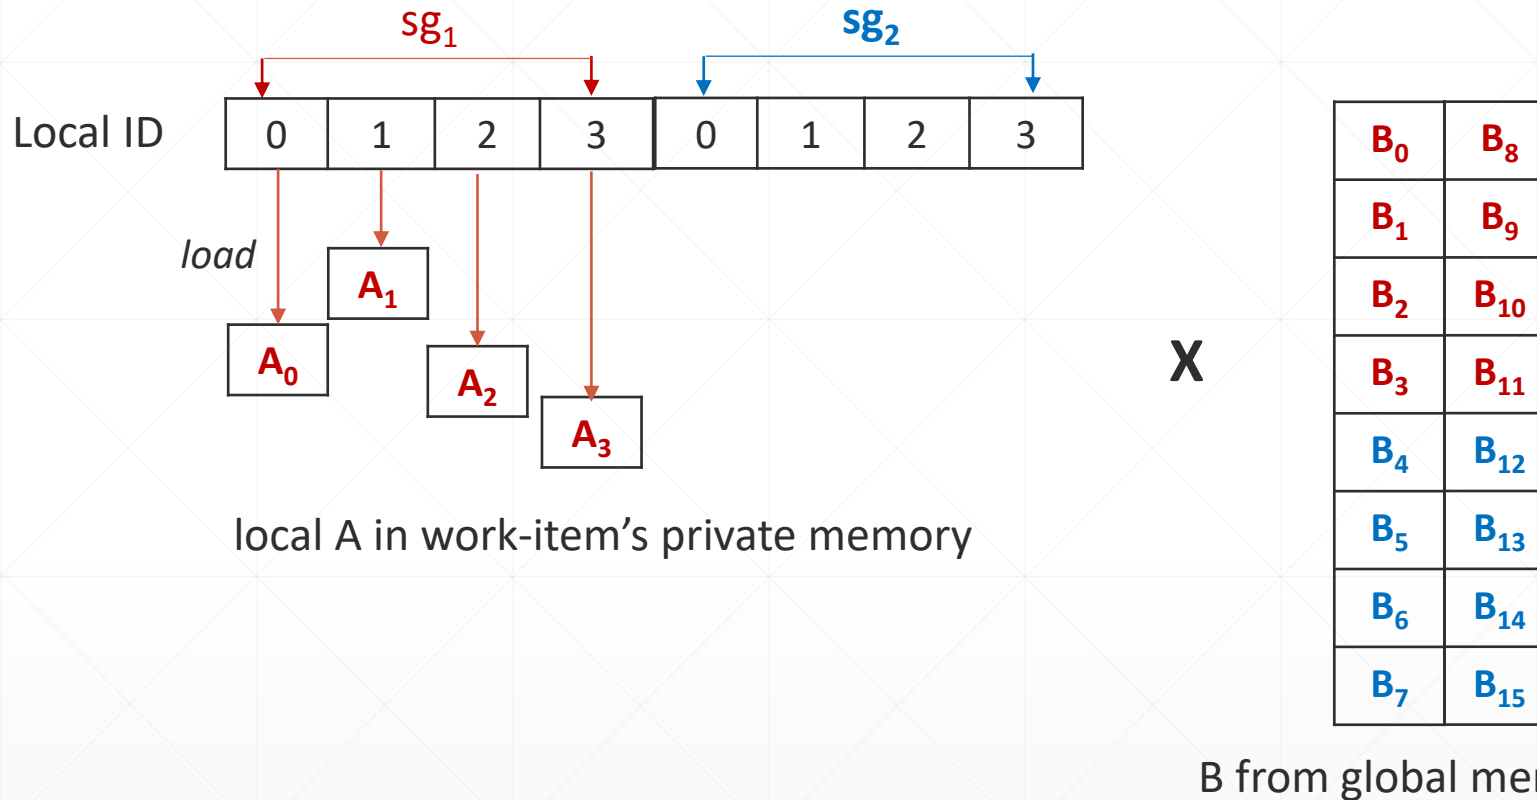 sg₁ sg₂
Local ID 0 1 2 3 0 1 2 3
load
A₁
A₀
A₂
A₃
local A in work-item’s private memory
X
B₀ B₈
B₁ B₉
B₂ B₁₀
B₃ B₁₁
B₄ B₁₂
B₅ B₁₃
B₆ B₁₄
B₇ B₁₅
B from global